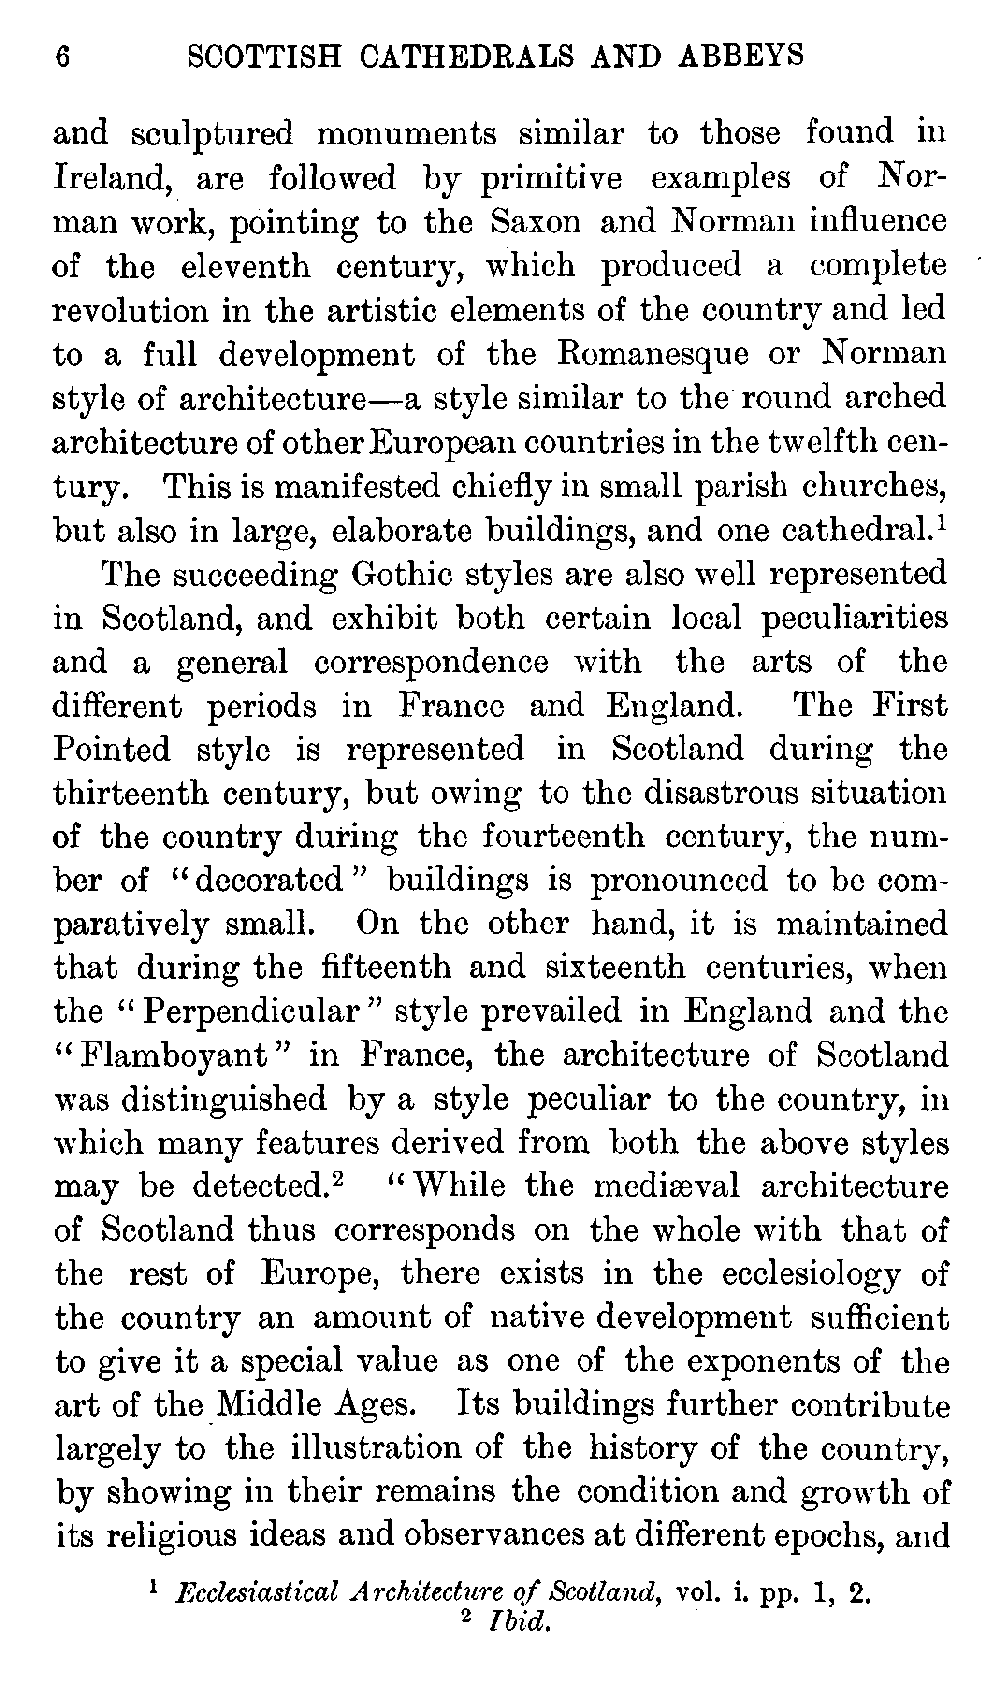 6 SCOTTISH CATHEDRALS AND ABBEYS
and sculptured monuments similar to those found in
Ireland, are followed by primitive examples of Nor-
man work, pointing to the Saxon and Norman influence
of the eleventh century, which produced a complete
revolution in the artistic elements of the country and led
to a full development of the Romanesque or Norman
style of architecture—a style similar to the round arched
architecture of other European countries in the twelfth cen-
tury. This is manifested chiefly in small parish churches,
but also in large, elaborate buildings, and one cathedral.¹
The succeeding Gothic styles are also well represented
in Scotland, and exhibit both certain local peculiarities
and a general correspondence with the arts of the
different periods in France and England. The First
Pointed style is represented in Scotland during the
thirteenth century, but owing to the disastrous situation
of the country during the fourteenth century, the num-
ber of "decorated" buildings is pronounced to be com-
paratively small. On the other hand, it is maintained
that during the fifteenth and sixteenth centuries, when
the "Perpendicular" style prevailed in England and the
"Flamboyant" in France, the architecture of Scotland
was distinguished by a style peculiar to the country, in
which many features derived from both the above styles
may be detected.² "While the mediæval architecture
of Scotland thus corresponds on the whole with that of
the rest of Europe, there exists in the ecclesiology of
the country an amount of native development sufficient
to give it a special value as one of the exponents of the
art of the Middle Ages. Its buildings further contribute
largely to the illustration of the history of the country,
by showing in their remains the condition and growth of
its religious ideas and observances at different epochs, and
¹ Ecclesiastical Architecture of Scotland, vol. i. pp. 1, 2.
² Ibid.